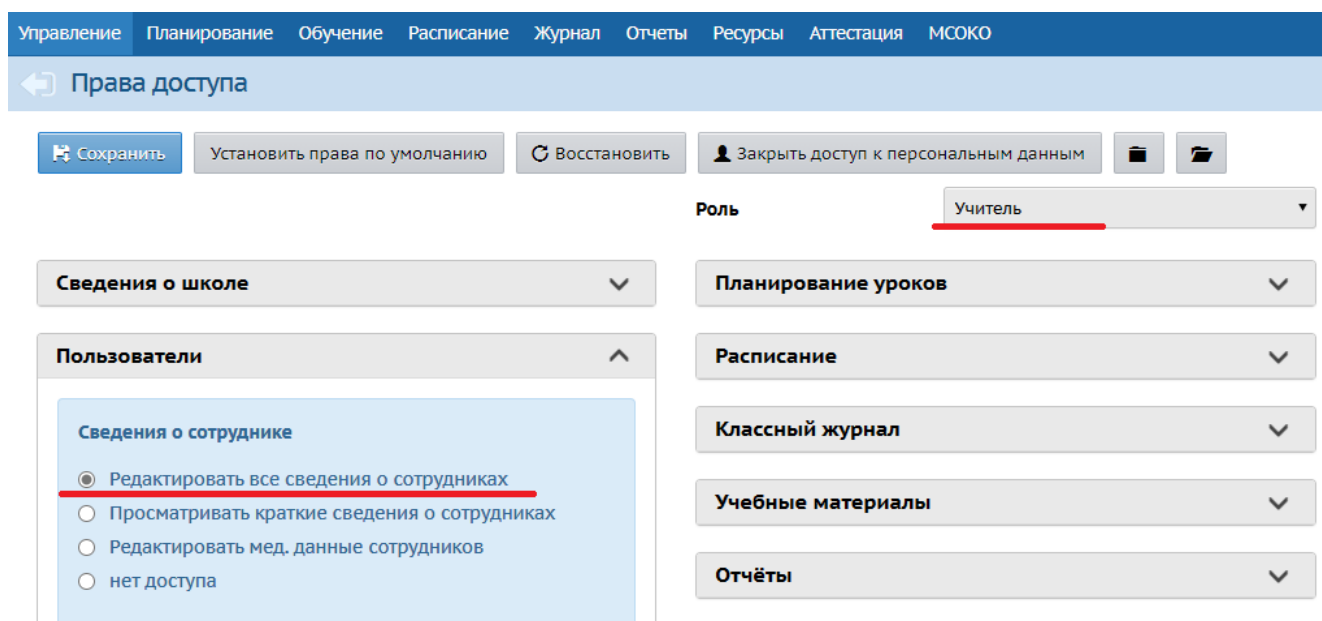 Управление Планирование Обучение Расписание Журнал Отчеты Ресурсы Аттестация МСОКО
Права доступа
Сохранить Установить права по умолчанию Восстановить Закрыть доступ к персональным данным
Роль Учитель
Сведения о школе
Пользователи
Сведения о сотруднике
Редактировать все сведения о сотрудниках
Просматривать краткие сведения о сотрудниках
Редактировать мед. данные сотрудников
нет доступа
Планирование уроков
Расписание
Классный журнал
Учебные материалы
Отчёты